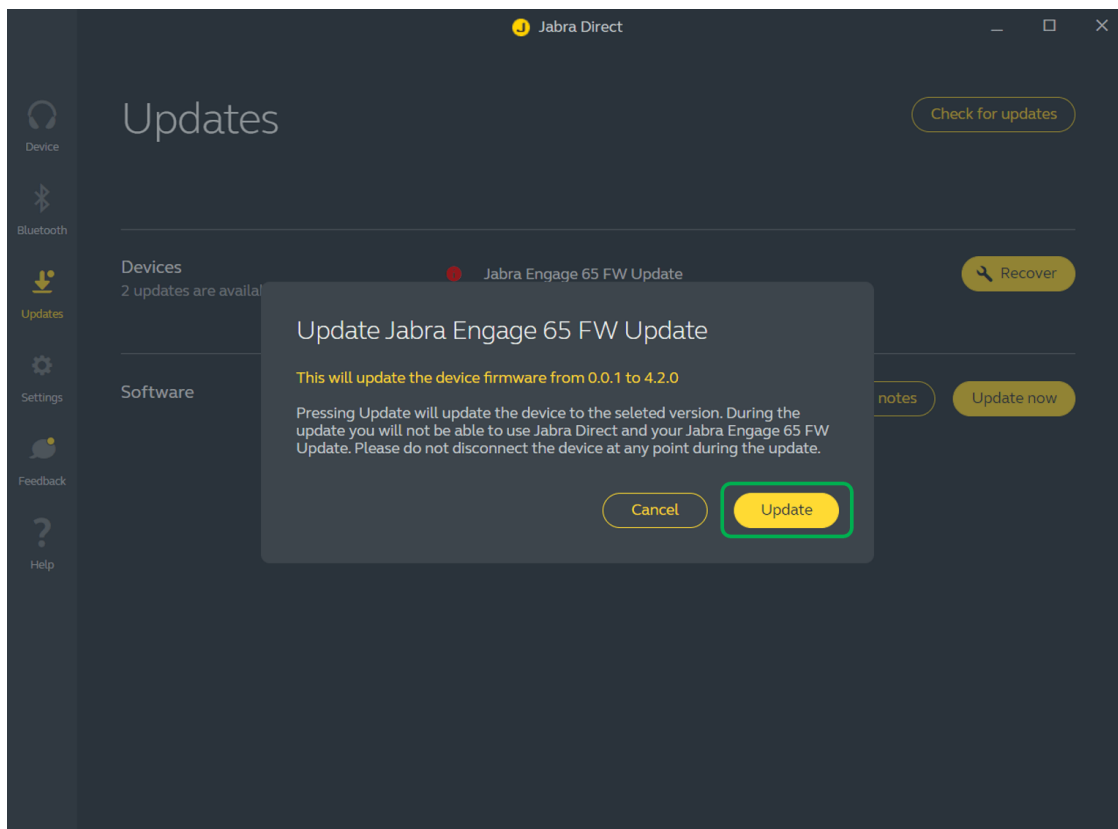 Jabra Direct
Updates
Check for updates
Device
Bluetooth
Updates
Settings
Feedback
Help
Devices
2 updates are
Jabra Engage 65 FW Update
Recover
Software
notes
Update now
Update Jabra Engage 65 FW Update
This will update the device firmware from 0.0.1 to 4.2.0
Pressing Update will update the device to the seleted version. During the
update you will not be able to use Jabra Direct and your Jabra Engage 65 FW
Update. Please do not disconnect the device at any point during the update.
Cancel
Update